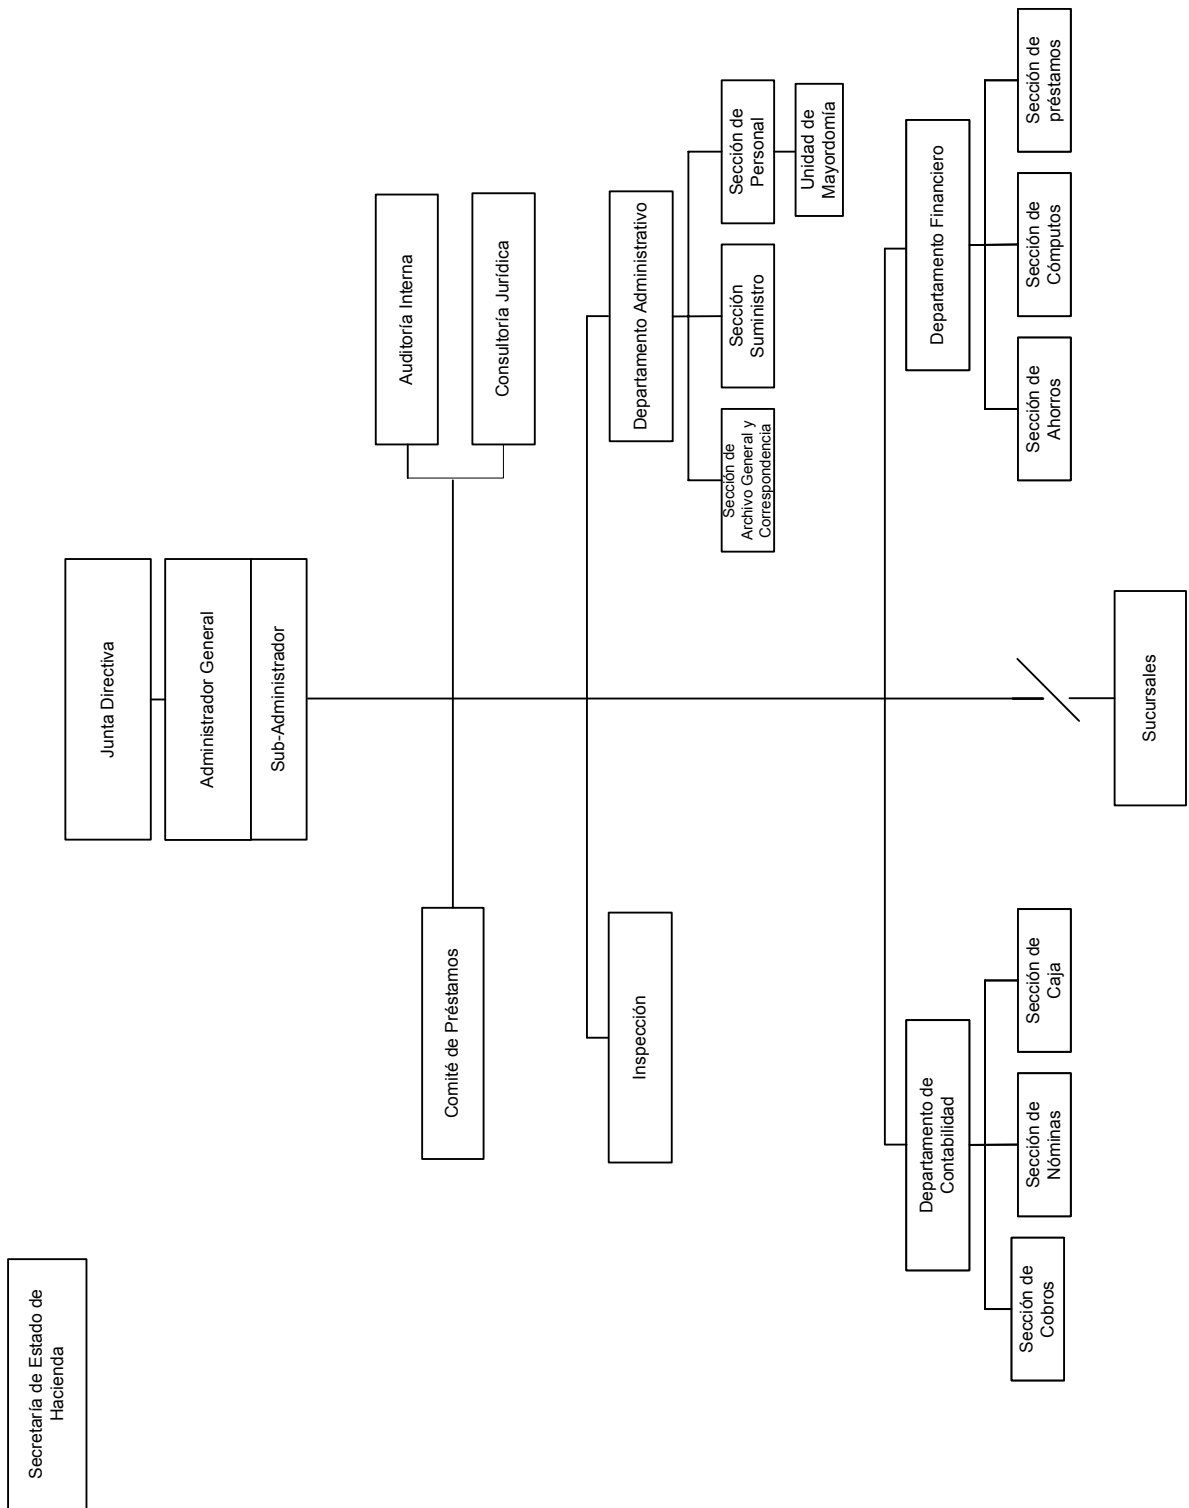 Secretaría de Estado de
Hacienda
Junta Directiva
Administrador General
Sub-Administrador
Comité de Préstamos
Auditoría Interna
Consultoría Jurídica
Inspección
Departamento Administrativo
Sección de
Archivo General y
Correspondencia
Sección
Suministro
Sección de
Personal
Unidad de
Mayordomía
Departamento de
Contabilidad
Sección de
Cobros
Sección de
Nóminas
Sección de
Caja
Departamento Financiero
Sección de
Ahorros
Sección de
Cómputos
Sección de
préstamos
Sucursales